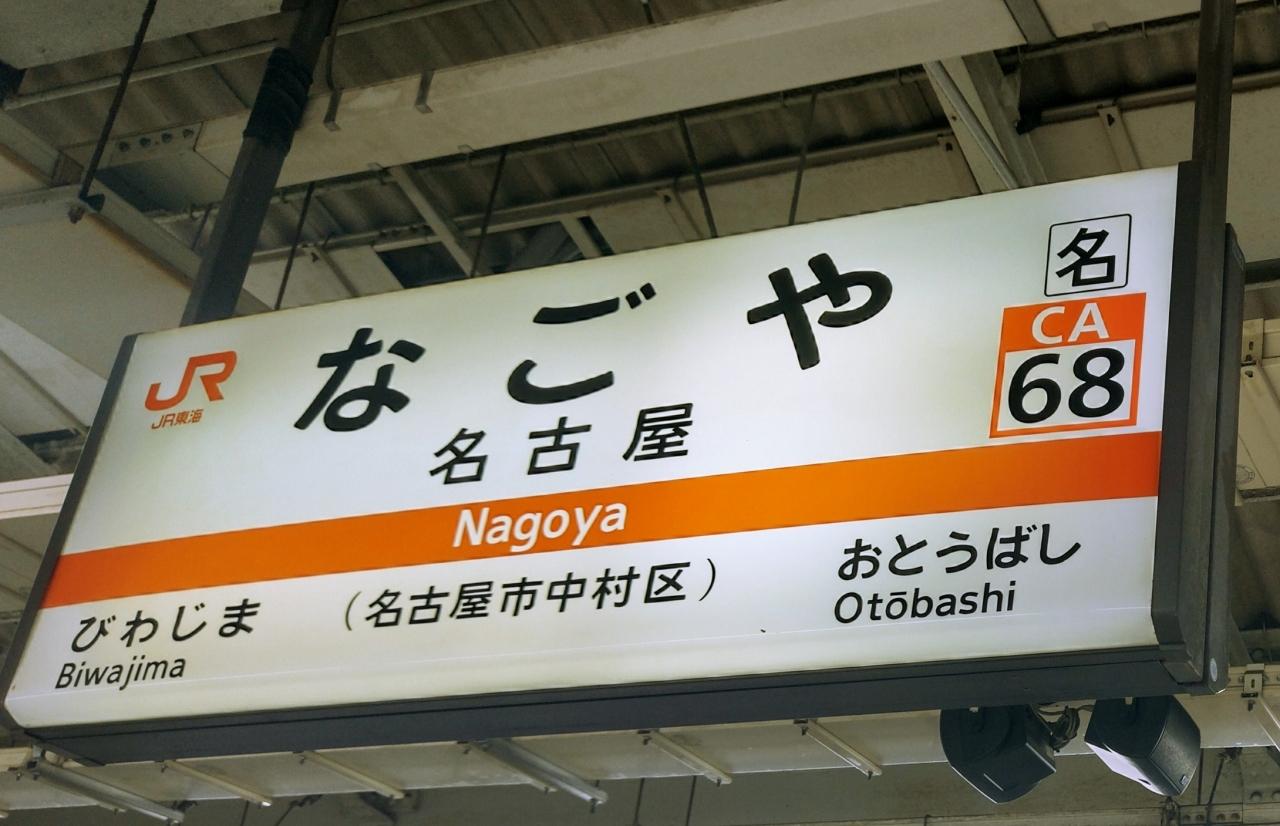 JR
JR東海
なごや
名
CA
68
名古屋
Nagoya
びわじま
Biwajima
（名古屋市中村区）
おとうばし
Otōbashi